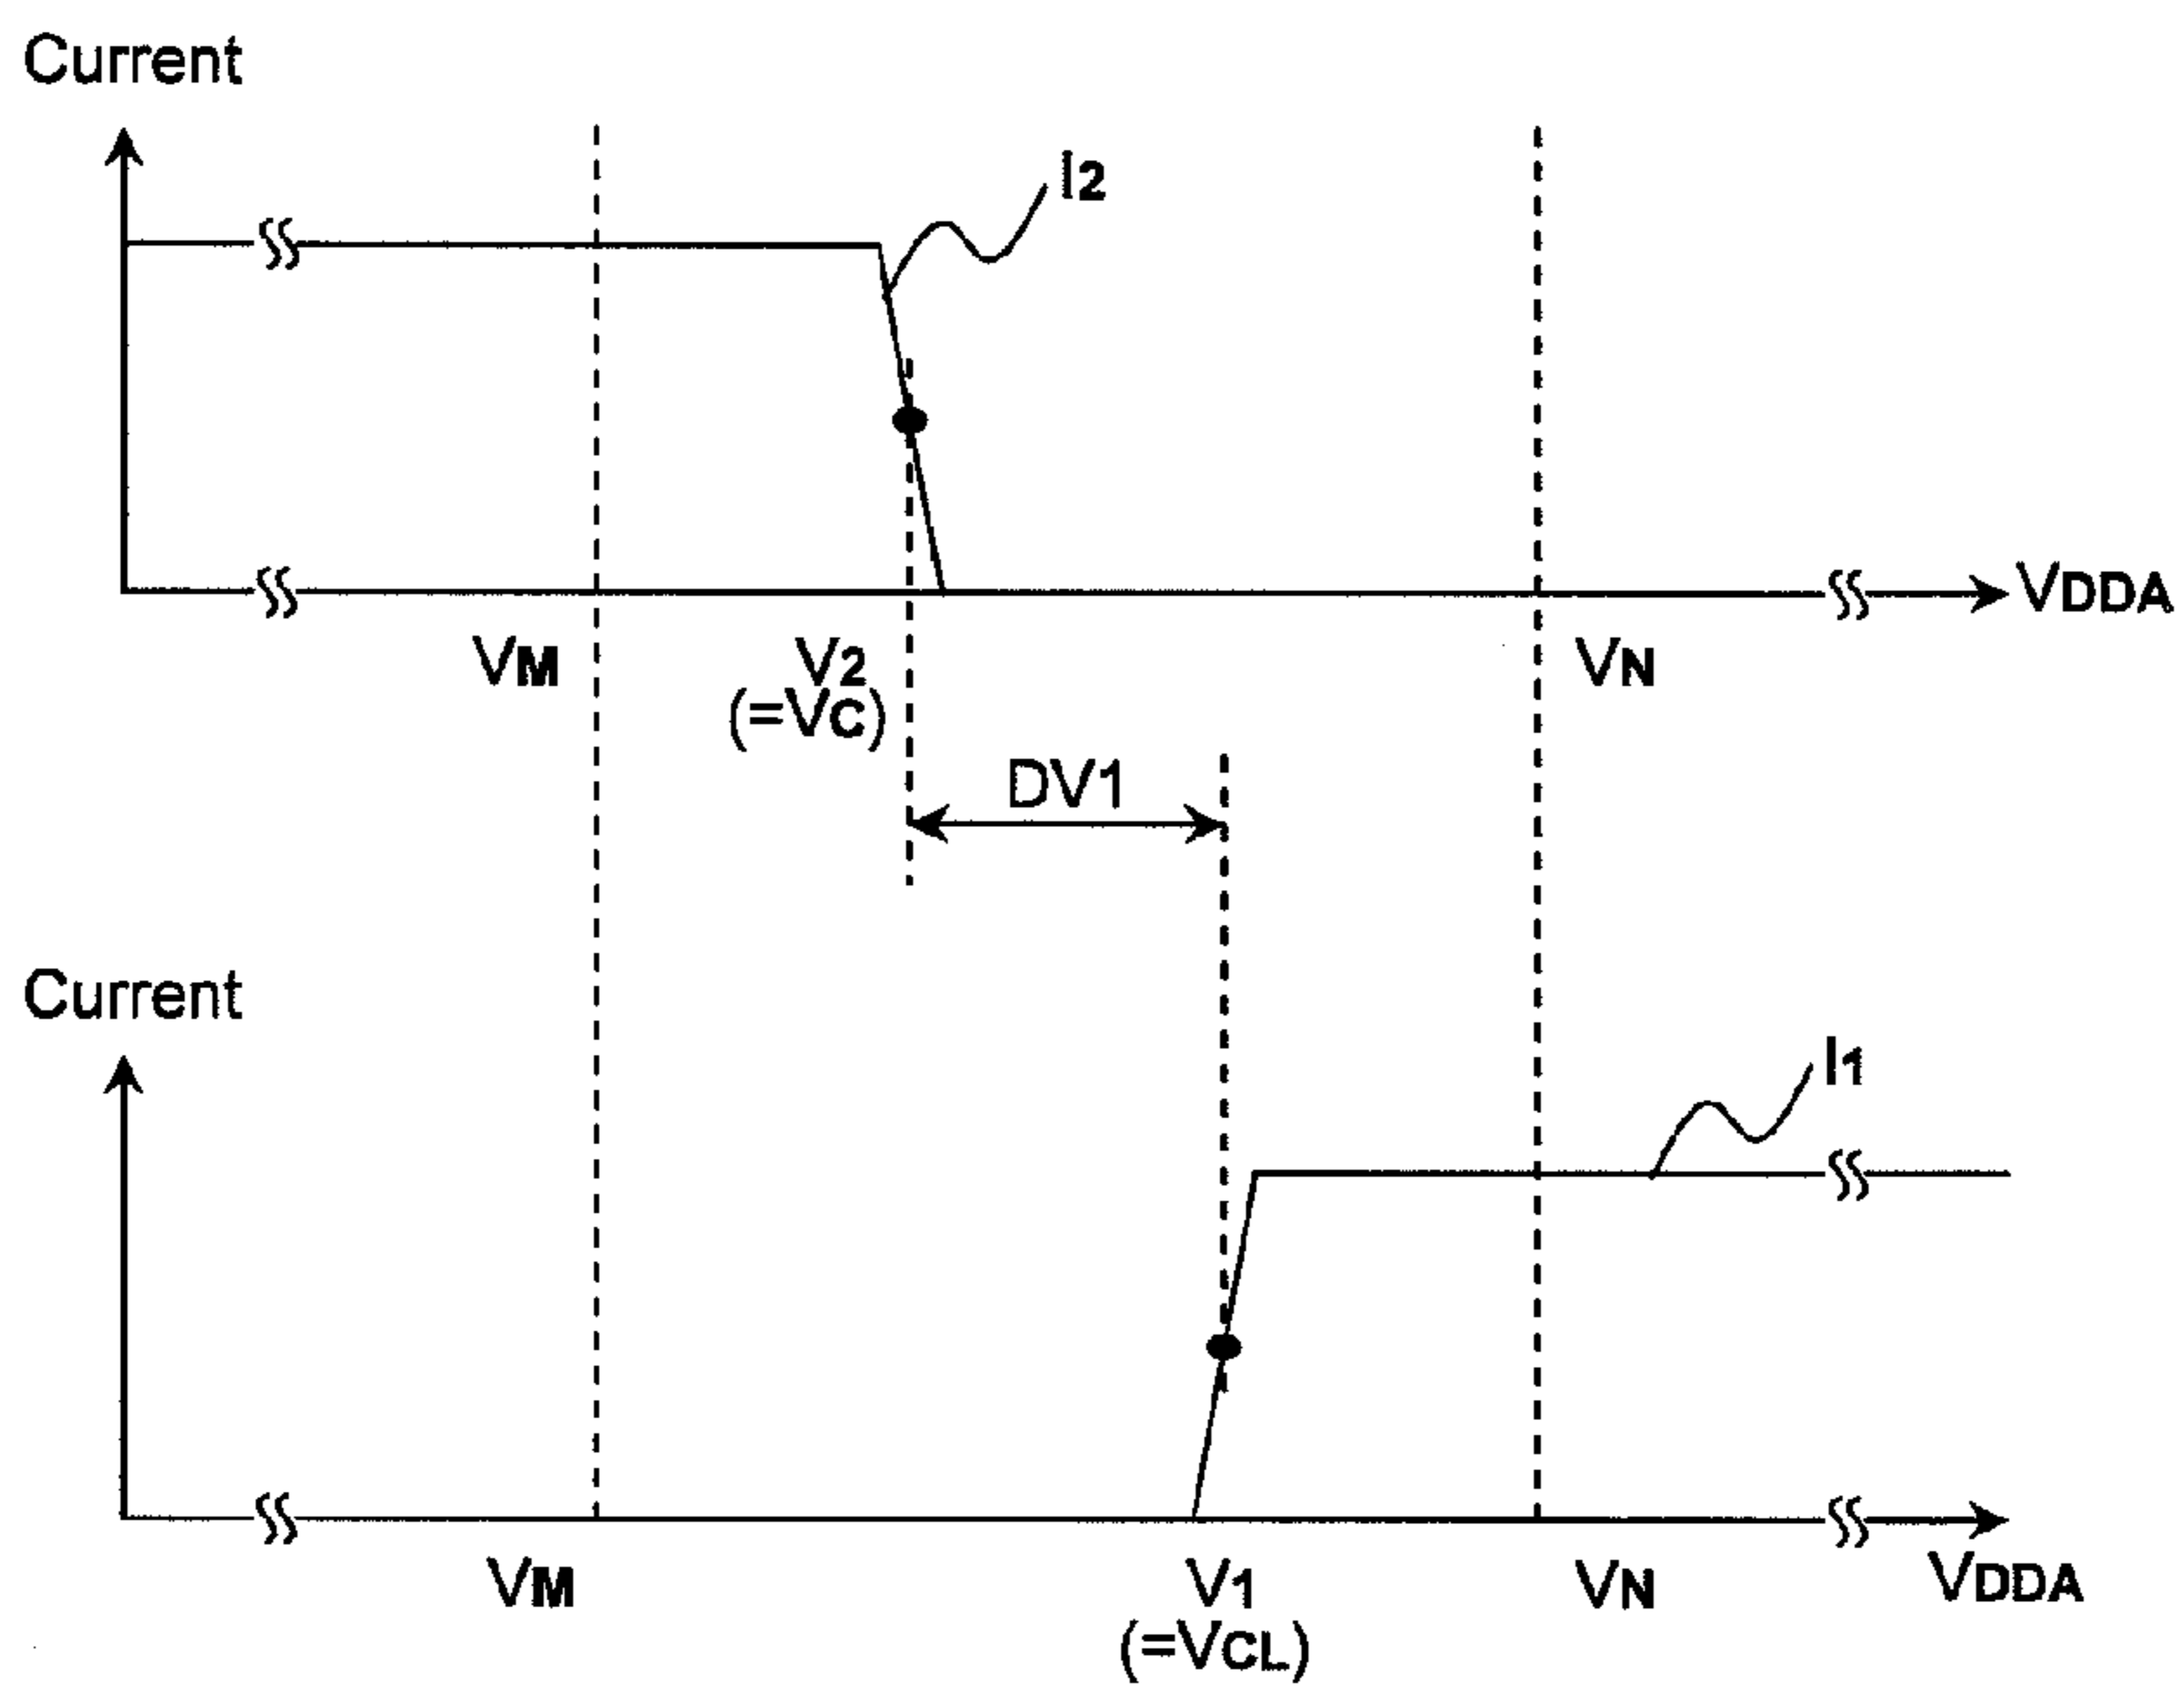 Current
I2
VDDA
VM
V2
VN
(=VC)
DV1
Current
I1
VM
V1
VN
VDDA
(=VCL)